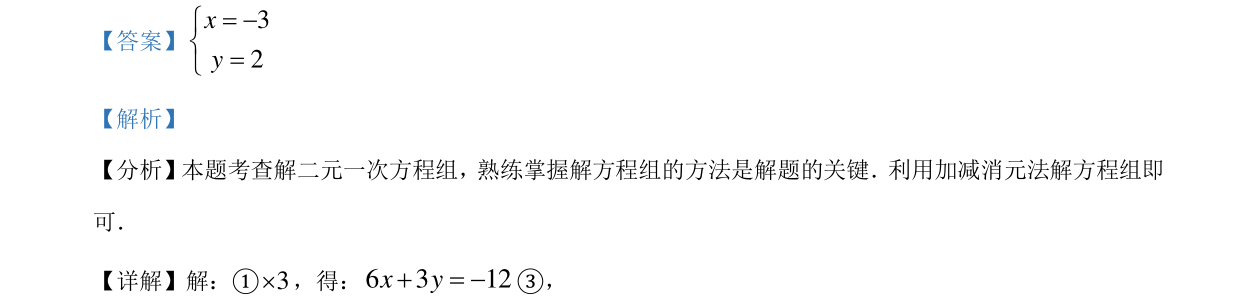 【答案】{x = −3
y = 2
【解析】
【分析】本题考查解二元一次方程组，熟练掌握解方程组的方法是解题的关键．利用加减消元法解方程组即
可．
【详解】解：①×3，得：6x+3y = −12③，